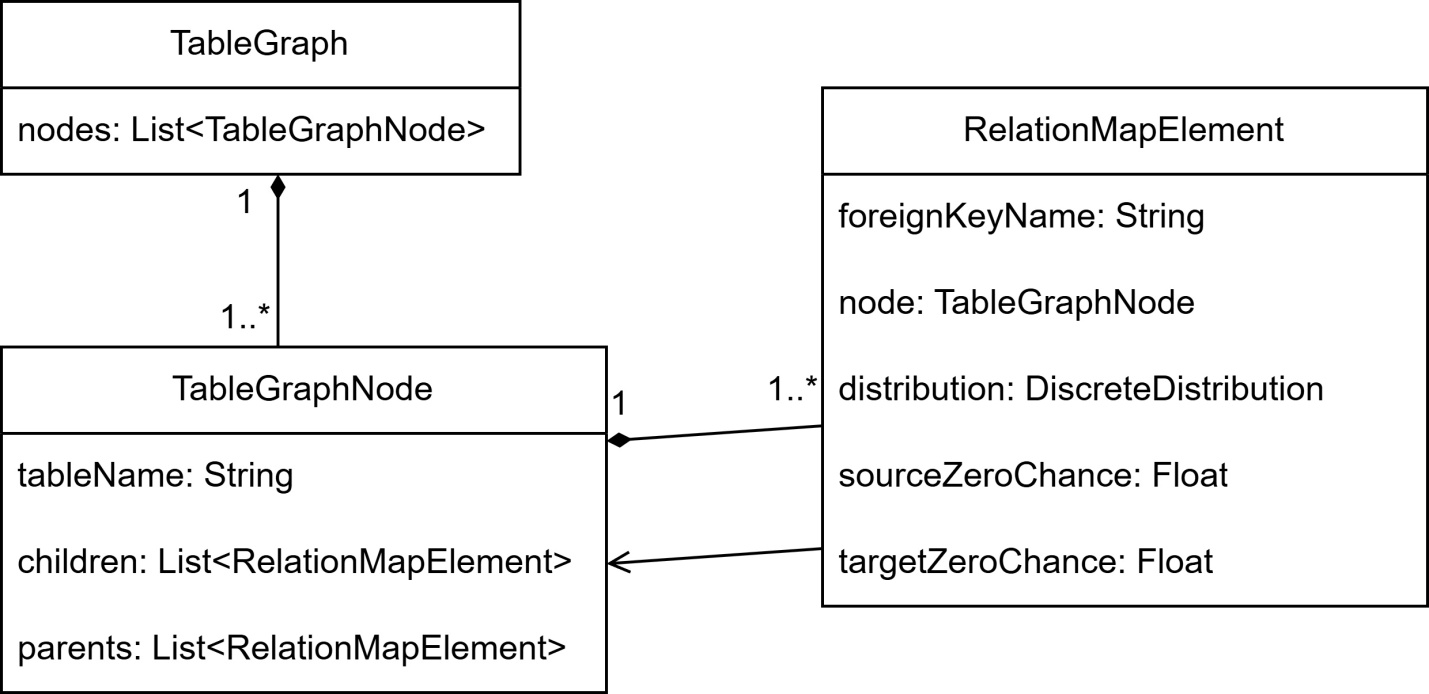 TableGraph
nodes: List<TableGraphNode>
1
1..*
TableGraphNode
tableName: String
children: List<RelationMapElement>
parents: List<RelationMapElement>
1
1..*
RelationMapElement
foreignKeyName: String
node: TableGraphNode
distribution: DiscreteDistribution
sourceZeroChance: Float
targetZeroChance: Float